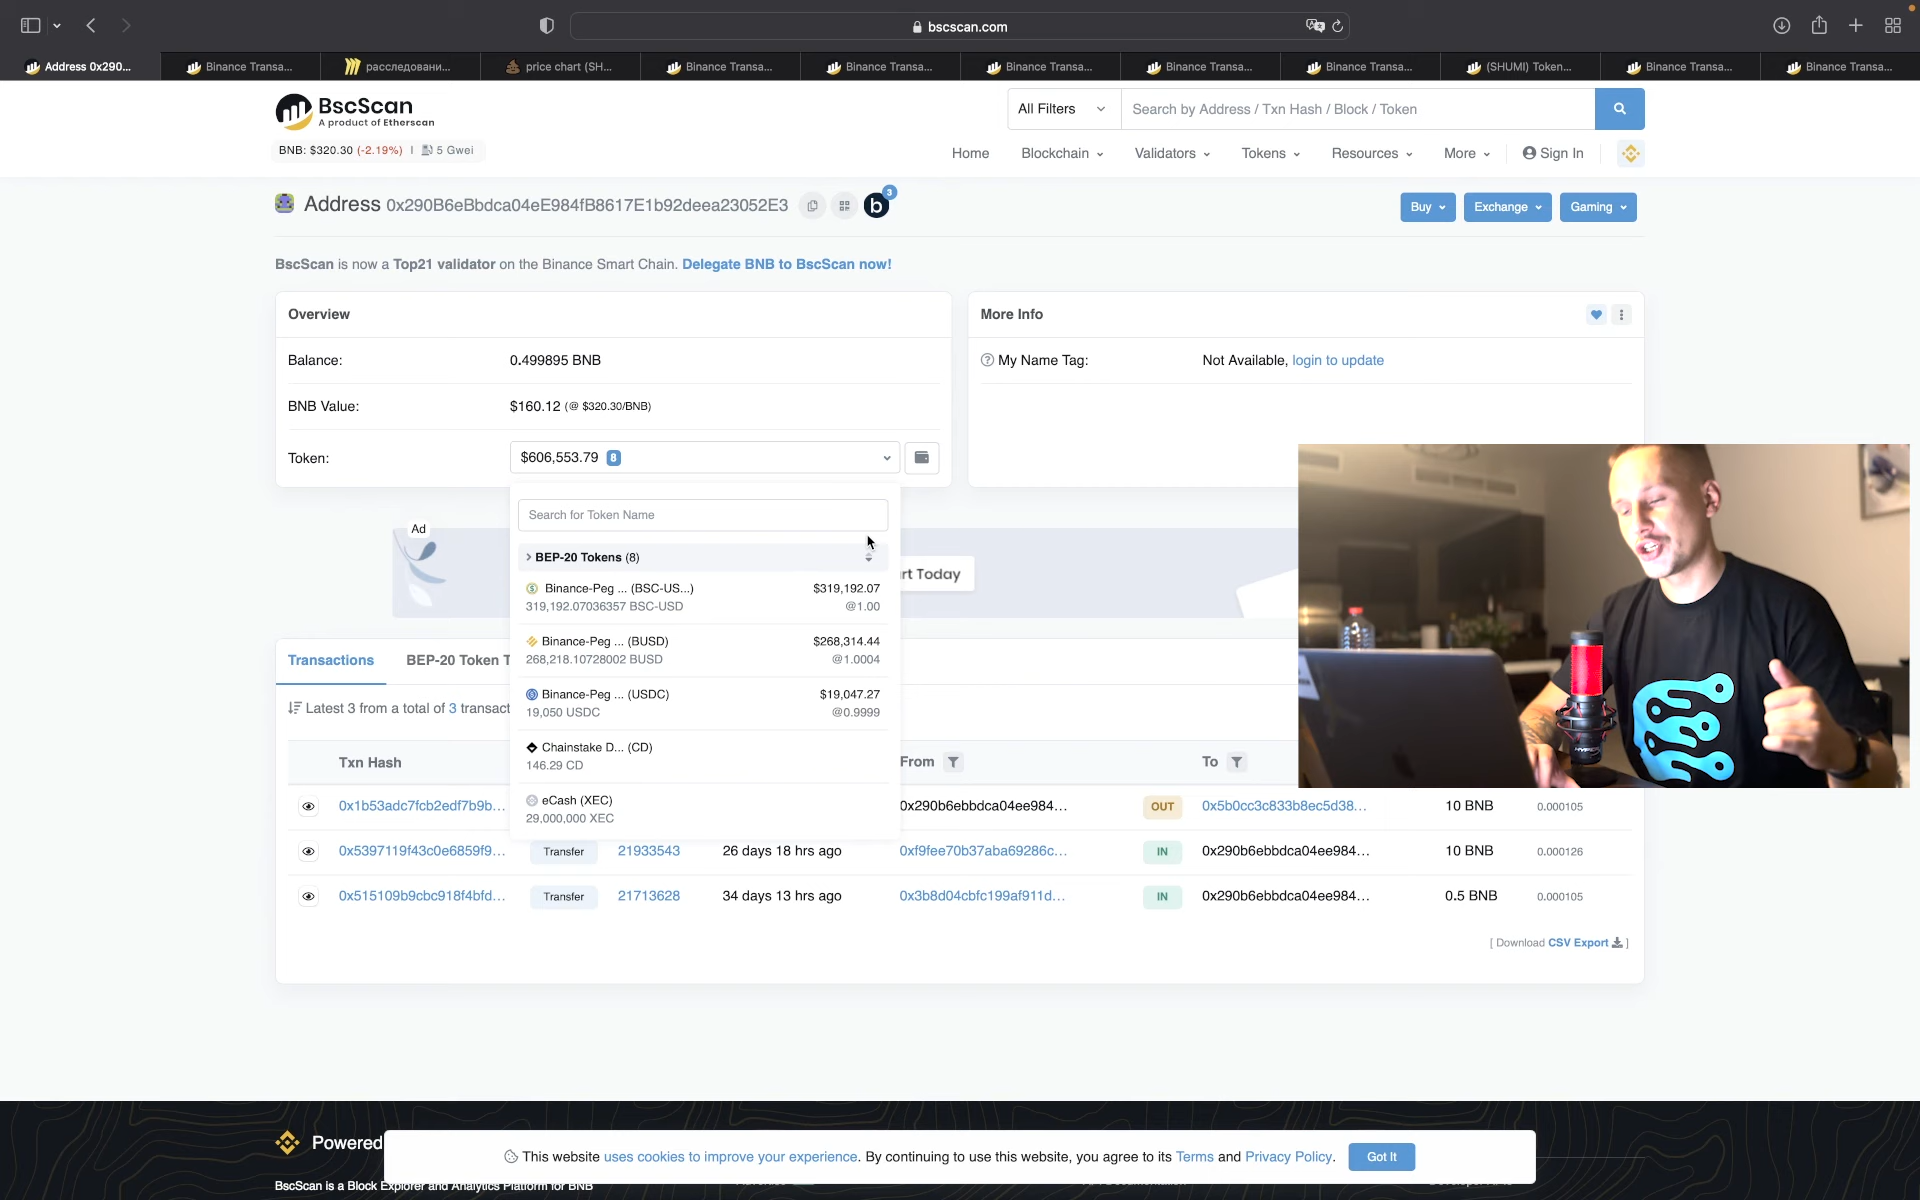 bscscan.com
Address 0x290...
Binance Transa...
расследовани...
price chart (SH...
Binance Transa...
Binance Transa...
Binance Transa...
Binance Transa...
Binance Transa...
(SHUMI) Token...
Binance Transa...
Binance Transa...
BscScan
A product of Etherscan
All Filters
Search by Address / Txn Hash / Block / Token
BNB: $320.30 (-2.19%) | 5 Gwei
Home Blockchain Validators Tokens Resources More Sign In
Address 0x290B6eBbdca04eE984fB8617E1b92deea23052E3
b 3
Buy Exchange Gaming
BscScan is now a Top21 validator on the Binance Smart Chain. Delegate BNB to BscScan now!
Overview
Balance: 0.499895 BNB
BNB Value: $160.12 (@ $320.30/BNB)
Token: $606,553.79 8
More Info
My Name Tag: Not Available, login to update
Search for Token Name
Ad
BEP-20 Tokens (8)
rt Today
Binance-Peg ... (BSC-US...) $319,192.07
319,192.07036357 BSC-USD @1.00
Binance-Peg ... (BUSD) $268,314.44
268,218.10728002 BUSD @1.0004
Binance-Peg ... (USDC) $19,047.27
19,050 USDC @0.9999
Chainstake D... (CD)
146.29 CD
eCash (XEC)
29,000,000 XEC
Transactions BEP-20 Token T
Latest 3 from a total of 3 transact
Txn Hash From To
0x1b53adc7fcb2edf7b9b... 0x290b6ebbdca04ee984... OUT 0x5b0cc3c833b8ec5d38... 10 BNB 0.000105
0x5397119f43c0e6859f9... Transfer 21933543 26 days 18 hrs ago 0xf9fee70b37aba69286c... IN 0x290b6ebbdca04ee984... 10 BNB 0.000126
0x515109b9cbc918f4bfd... Transfer 21713628 34 days 13 hrs ago 0x3b8d04cbfc199af911d... IN 0x290b6ebbdca04ee984... 0.5 BNB 0.000105
[ Download CSV Export ]
Powered
This website uses cookies to improve your experience. By continuing to use this website, you agree to its Terms and Privacy Policy. Got It
BscScan is a Block Explorer and Analytics Platform for BNB